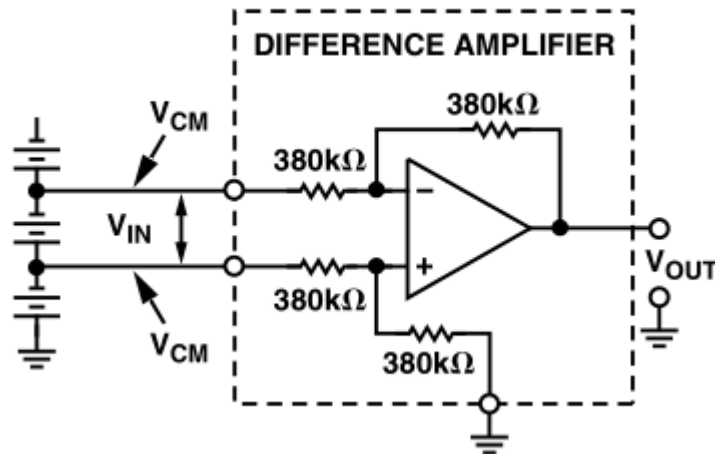 DIFFERENCE AMPLIFIER
380kΩ
VCM
380kΩ
−
VIN
+
VOUT
380kΩ
VCM
380kΩ